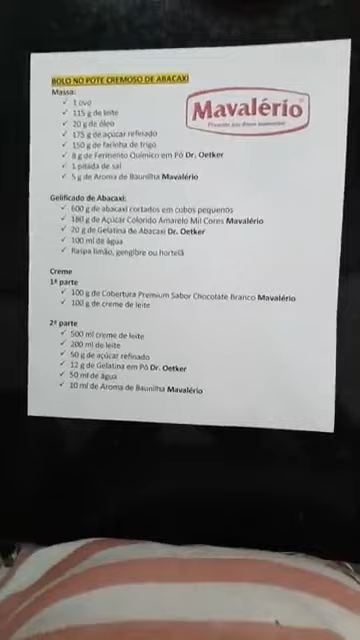 BOLO NO POTE CREMOSO DE ABACAXI
Massa:
✓ 1 ovo
✓ 115 g de leite
✓ 20 g de óleo
✓ 175 g de açúcar refinado
✓ 150 g de farinha de trigo
✓ 8 g de Fermento Químico em Pó Dr. Oetker
✓ 1 pitada de sal
✓ 5 g de Aroma de Baunilha Mavalério
Mavalério
Gelificado de Abacaxi:
✓ 600 g de abacaxi cortados em cubos pequenos
✓ 180 g de Açúcar Colorido Amarelo Mil Cores Mavalério
✓ 20 g de Gelatina de Abacaxi Dr. Oetker
✓ 100 ml de água
✓ Raspa limão, gengibre ou hortelã
Creme
1ª parte
✓ 100 g de Cobertura Premium Sabor Chocolate Branco Mavalério
✓ 100 g de creme de leite
2ª parte
✓ 500 ml creme de leite
✓ 200 ml de leite
✓ 50 g de açúcar refinado
✓ 12 g de Gelatina em Pó Dr. Oetker
✓ 50 ml de água
✓ 10 ml de Aroma de Baunilha Mavalério